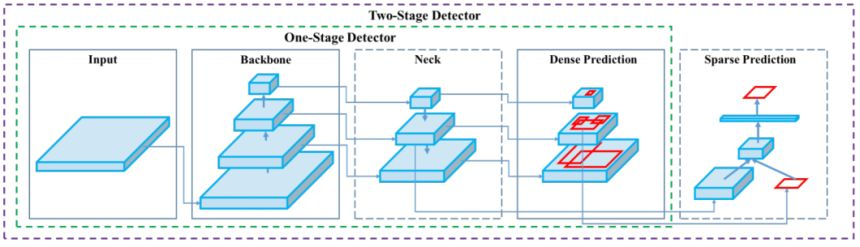 Two-Stage Detector
One-Stage Detector
Input
Backbone
Neck
Dense Prediction
Sparse Prediction